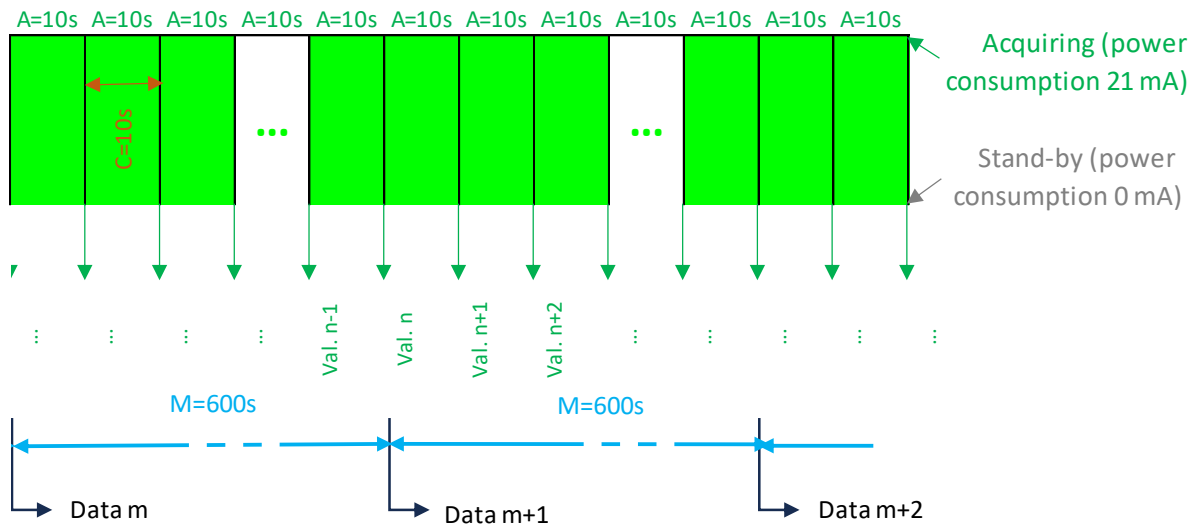 A=10s A=10s A=10s A=10s A=10s A=10s A=10s A=10s A=10s A=10s A=10s A=10s
Acquiring (power
consumption 21 mA)
C=10s
...
...
Stand-by (power
consumption 0 mA)
... ... ... ... Val. n-1 Val. n Val. n+1 Val. n+2 ... ... ... ... ...
M=600s M=600s
Data m Data m+1 Data m+2